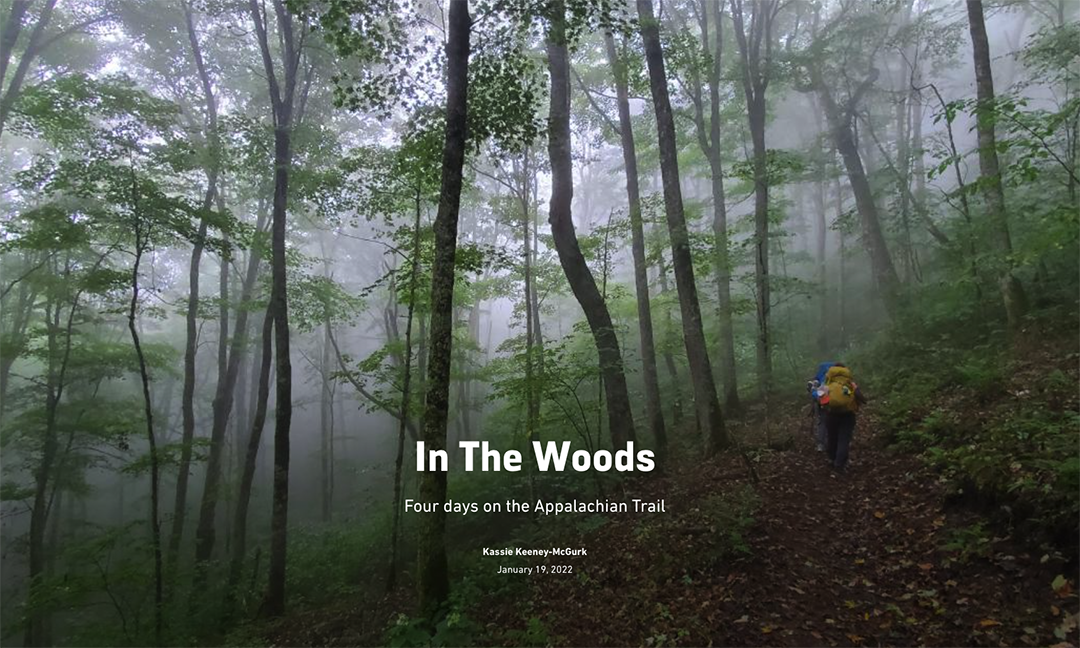 In The Woods
Four days on the Appalachian Trail
Kassie Keeney-McGurk
January 19, 2022